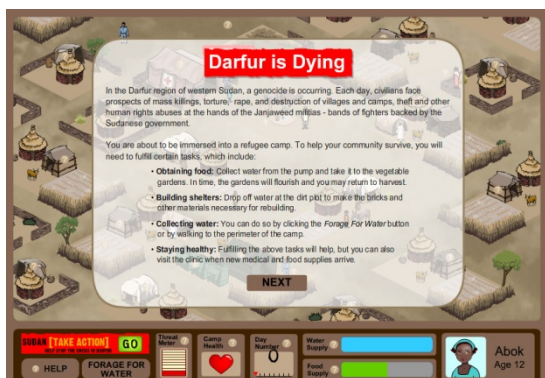 Darfur is Dying
In the Darfur region of western Sudan, a genocide is occurring. Each day, civilians face
prospects of mass killings, torture, rape, and destruction of villages and camps, theft and other
human rights abuses at the hands of the Janjaweed militias - bands of fighters backed by the
Sudanese government.
You are about to be immersed into a refugee camp. To help your community survive, you will
need to fulfill certain tasks, which include:
• Obtaining food: Collect water from the pump and take it to the vegetable
gardens. In time, the gardens will flourish and you may return to harvest.
• Building shelters: Drop off water at the dirt plot to make the bricks and
other materials necessary for rebuilding.
• Collecting water: You can do so by clicking the Forage For Water button
or by walking to the perimeter of the camp.
• Staying healthy: Fulfilling the above tasks will help, but you can also
visit the clinic when new medical and food supplies arrive.
NEXT
SUDAN [TAKE ACTION] GO
HELP
FORAGE FOR
WATER
Threat
Meter ?
Camp
Health ?
Day
Number ?
0
Water
Supply ?
Food
Supply ?
Abok
Age 12